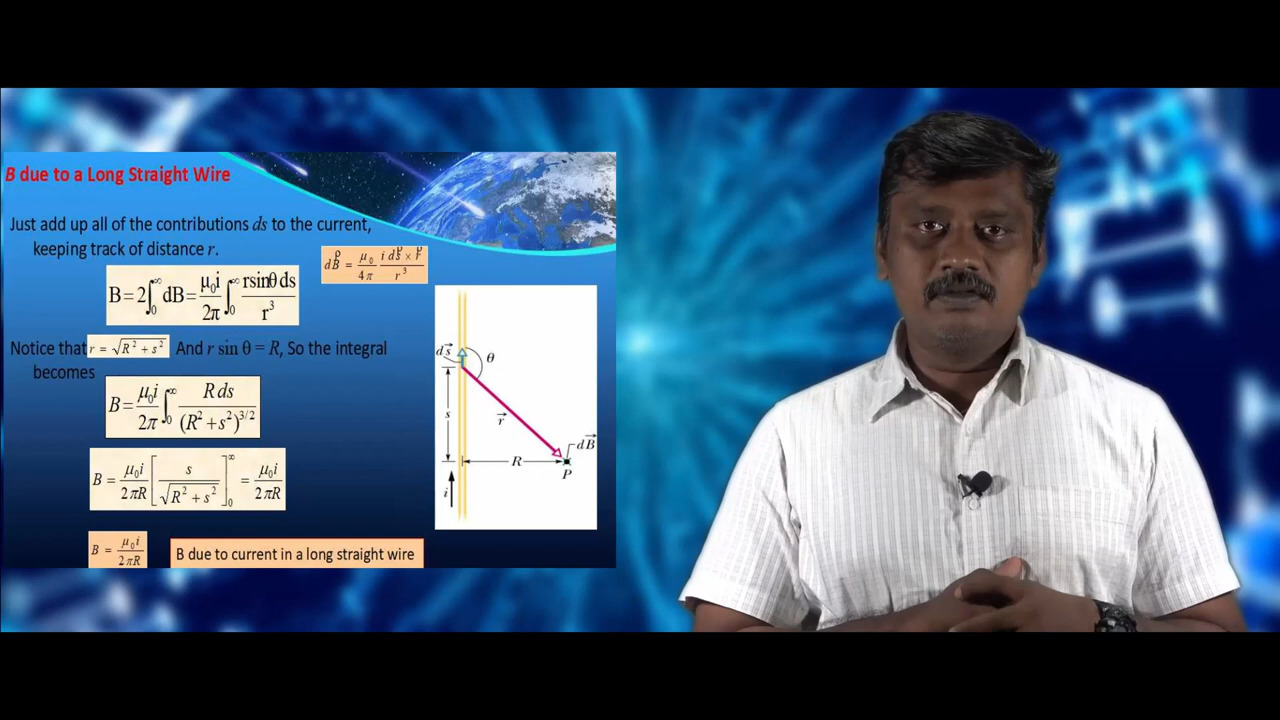 B due to a Long Straight Wire
Just add up all of the contributions ds to the current,
keeping track of distance r.
dB = μ₀/4π i ds × r / r³
B = 2∫₀^∞ dB = μ₀i/2π ∫₀^∞ rsinθ ds / r³
Notice that r = √(R² + s²) And r sin θ = R, So the integral
becomes
B = μ₀i/2π ∫₀^∞ R ds / (R² + s²)^3/2
B = μ₀i/2πR [ s / √(R² + s²) ]₀^∞ = μ₀i/2πR
B = μ₀i/2πR
B due to current in a long straight wire
ds⃗
θ
s
r⃗
dB⃗
R
P
i